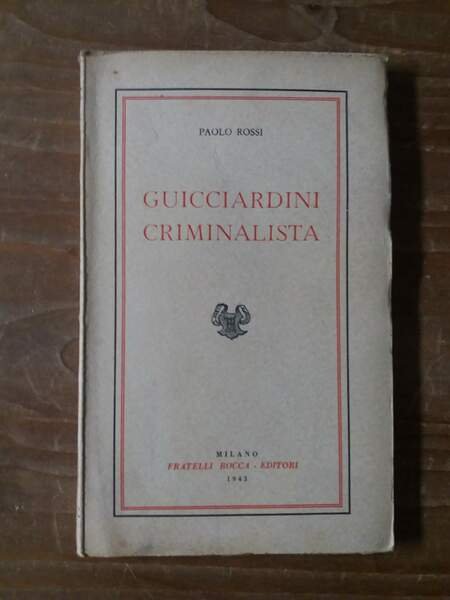 PAOLO ROSSI
GUICCIARDINI
CRIMINALISTA
MILANO
FRATELLI BOCCA - EDITORI
1943